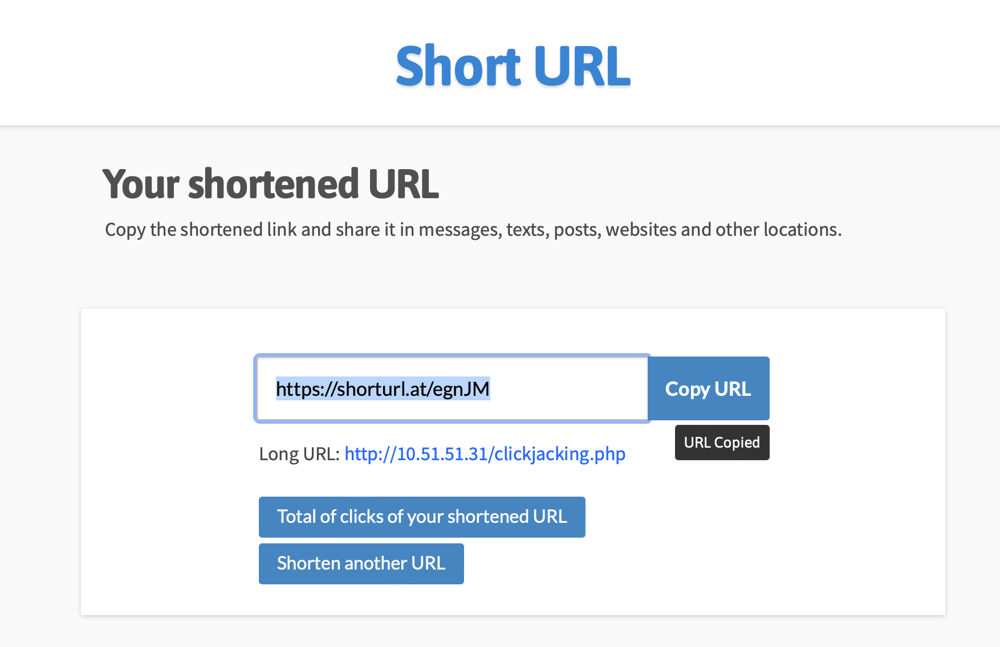 Short URL
Your shortened URL
Copy the shortened link and share it in messages, texts, posts, websites and other locations.
https://shorturl.at/egnJM
Copy URL
URL Copied
Long URL: http://10.51.51.31/clickjacking.php
Total of clicks of your shortened URL
Shorten another URL